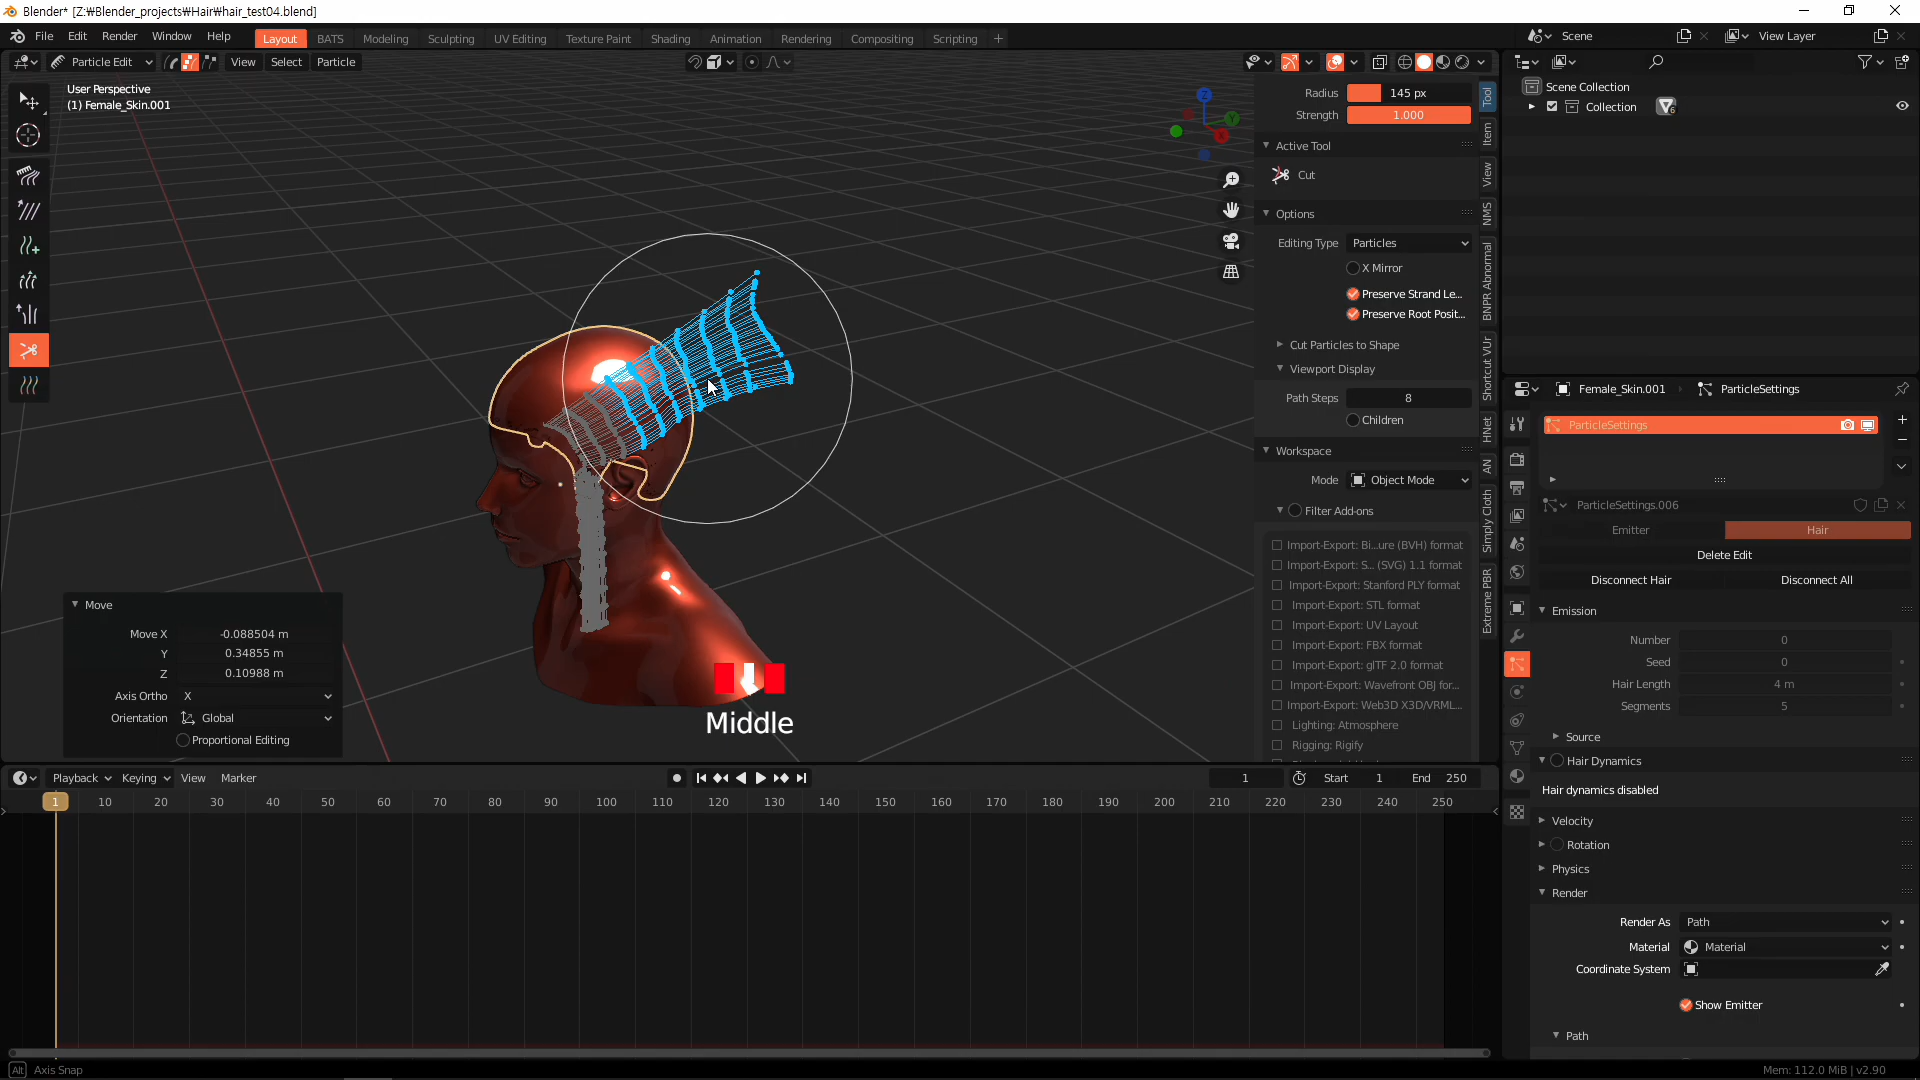 Blender* [Z:₩Blender_projects₩Hair₩hair_test04.blend]
File Edit Render Window Help Layout BATS Modeling Sculpting UV Editing Texture Paint Shading Animation Rendering Compositing Scripting + Scene View Layer
Particle Edit View Select Particle
User Perspective
(1) Female_Skin.001
Z
Y
X
Radius 145 px
Strength 1.000
Active Tool
Cut
Options
Editing Type Particles
X Mirror
Preserve Strand Le...
Preserve Root Posit...
Cut Particles to Shape
Viewport Display
Path Steps 8
Children
Workspace
Mode Object Mode
Filter Add-ons
Import-Export: Bi...ure (BVH) format
Import-Export: S... (SVG) 1.1 format
Import-Export: Stanford PLY format
Import-Export: STL format
Import-Export: UV Layout
Import-Export: FBX format
Import-Export: glTF 2.0 format
Import-Export: Wavefront OBJ for...
Import-Export: Web3D X3D/VRML...
Lighting: Atmosphere
Rigging: Rigify
Tool
Item
View
NMS
BNPR Abnormal
Shortcut VUr
HNet
AN
Simply Cloth
Extreme PBR
Scene Collection
Collection 6
Female_Skin.001 ParticleSettings
ParticleSettings
ParticleSettings.006
Emitter Hair
Delete Edit
Disconnect Hair Disconnect All
Emission
Number 0
Seed 0
Hair Length 4 m
Segments 5
Source
Hair Dynamics
Hair dynamics disabled
Velocity
Rotation
Physics
Render
Render As Path
Material Material
Coordinate System
Show Emitter
Path
Move
Move X -0.088504 m
Y 0.34855 m
Z 0.10988 m
Axis Ortho X
Orientation Global
Proportional Editing
Middle
Playback Keying View Marker 1 Start 1 End 250
1 10 20 30 40 50 60 70 80 90 100 110 120 130 140 150 160 170 180 190 200 210 220 230 240 250
Alt Axis Snap
Mem: 112.0 MiB | v2.90